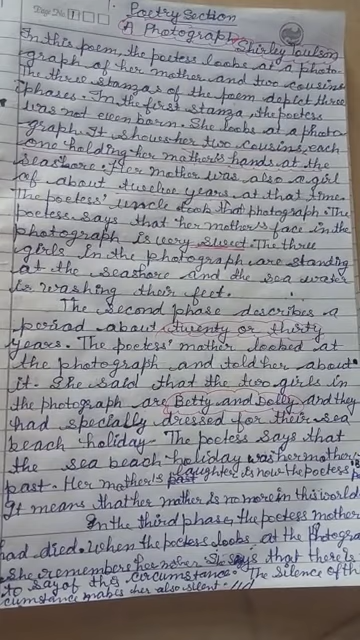 Day No. 1
Poetry Section
A Photograph Shirley Toulson
In this poem, the poetess looks at a photo-
graph of her mother and two cousins
The three stanzas of the poem depict three
phases. In the first stanza, the poetess
was not even born. She looks at a photo-
graph. It shows her two cousins, each
one holding her mother's hands at the
seashore. Her mother was also a girl
of about twelve years at that time.
The poetess' uncle took that photograph. The
poetess says that her mother's face in the
photograph is very sweet. The three
girls in the photograph are standing
at the seashore and the sea water
is washing their feet.
The second phase describes a
period about twenty or thirty
years. The poetess' mother looked at
the photograph and told her about
it. She said that the two girls in
the photograph are Betty and Dolly and they
had specially dressed for their sea
beach holiday. The poetess says that
the sea beach holiday was her mother's
past. Her mother's past laughter is now the poetess
It means that her mother is no more in this world
In the third phase, the poetess mother
had died. When the poetess looks at the photogra
She remembers her mother. She says that there is
to say of this circumstance. The silence of th
cumstance makes her also silent.